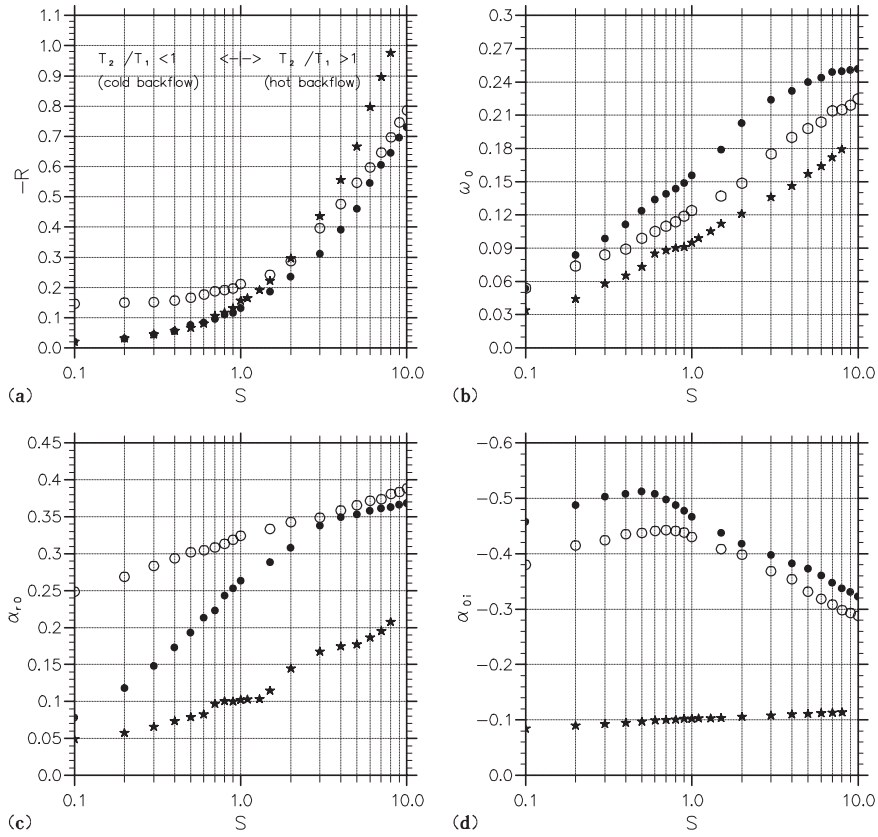 1.1
1.0
0.9
0.8
0.7
0.6
0.5
0.4
0.3
0.2
0.1
0.0
−R
T₂ /T₁ <1 <-|-> T₂ /T₁ >1
(cold backflow) (hot backflow)
0.1 1.0 10.0
S
(a)
0.3
0.27
0.24
0.21
0.18
0.15
0.12
0.09
0.06
0.03
0.0
ω₀
0.1 1.0 10.0
S
(b)
0.45
0.4
0.35
0.3
0.25
0.2
0.15
0.1
0.05
0.0
αᵣ₀
0.1 1.0 10.0
S
(c)
−0.6
−0.5
−0.4
−0.3
−0.2
−0.1
0.0
α₀ᵢ
0.1 1.0 10.0
S
(d)